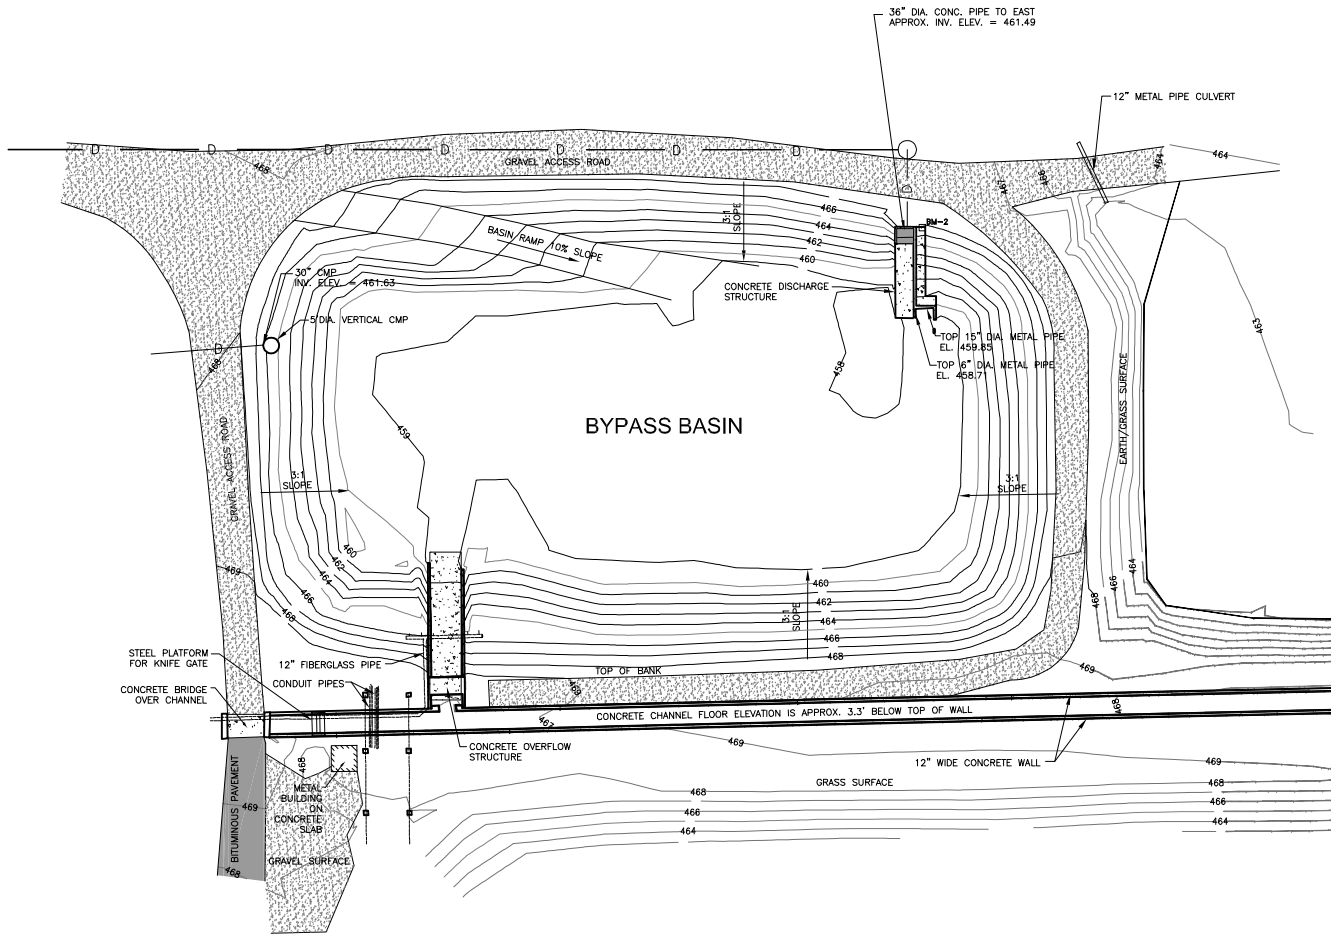 36" DIA. CONC. PIPE TO EAST
APPROX. INV. ELEV. = 461.49
12" METAL PIPE CULVERT
D
D
D
D
D
D
D
GRAVEL ACCESS ROAD
468
464
464
466
467
466
464
462
460
3:1
SLOPE
BM-2
D
BASIN RAMP 10% SLOPE
30" CMP
INV. ELEV. = 461.63
5' DIA. VERTICAL CMP
D
468
CONCRETE DISCHARGE
STRUCTURE
TOP 15" DIA. METAL PIPE
EL. 459.85
TOP 6" DIA. METAL PIPE
EL. 458.71
458
463
EARTH/GRASS SURFACE
459
BYPASS BASIN
GRAVEL ACCESS ROAD
3:1
SLOPE
3:1
SLOPE
460
462
464
466
468
469
460
462
464
466
468
3:1
SLOPE
468
466
464
STEEL PLATFORM
FOR KNIFE GATE
12" FIBERGLASS PIPE
CONDUIT PIPES
CONCRETE BRIDGE
OVER CHANNEL
TOP OF BANK
469
468
467
468
CONCRETE CHANNEL FLOOR ELEVATION IS APPROX. 3.3' BELOW TOP OF WALL
CONCRETE OVERFLOW
STRUCTURE
469
12" WIDE CONCRETE WALL
469
468
METAL
BUILDING
ON
CONCRETE
SLAB
BITUMINOUS PAVEMENT
469
468
GRAVEL SURFACE
GRASS SURFACE
468
466
464
468
466
464